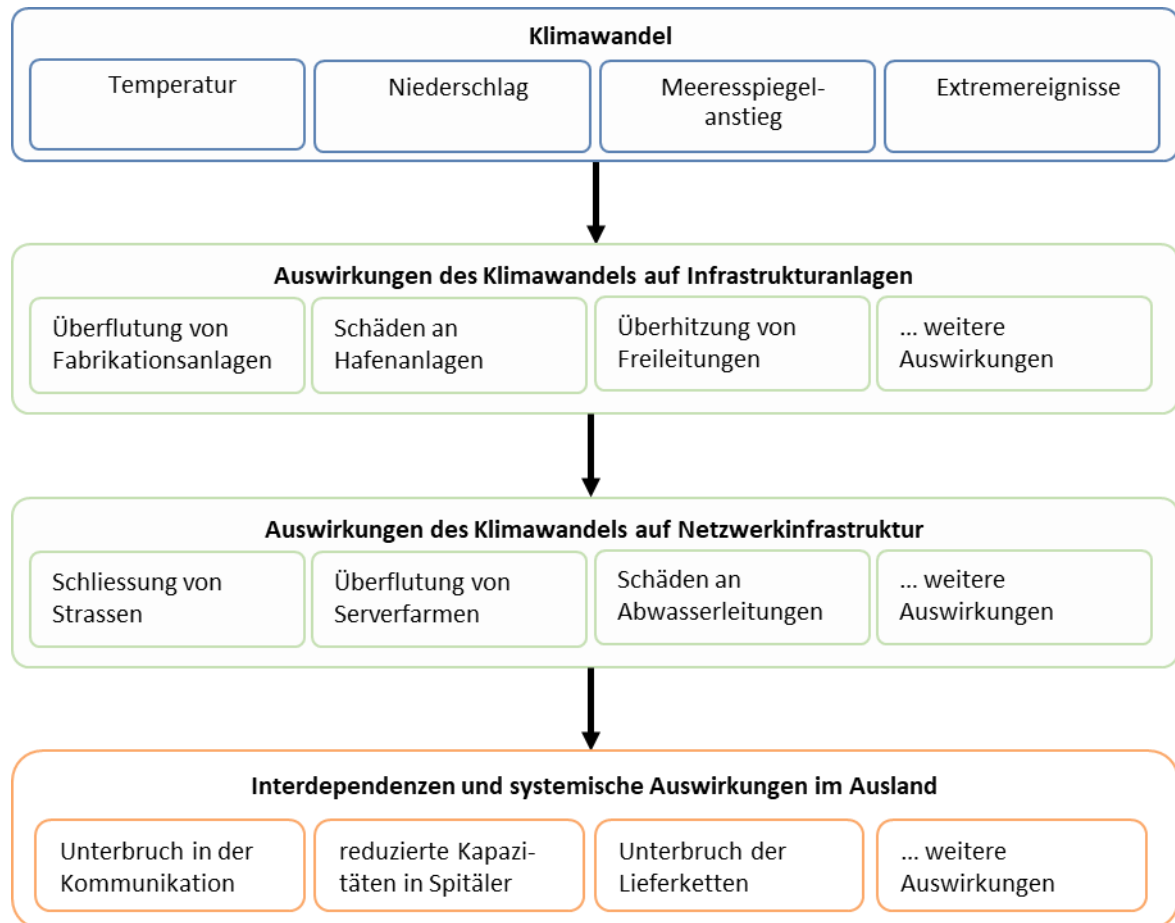 Klimawandel
Temperatur
Niederschlag
Meeresspiegel-
anstieg
Extremereignisse
Auswirkungen des Klimawandels auf Infrastrukturanlagen
Überflutung von
Fabrikationsanlagen
Schäden an
Hafenanlagen
Überhitzung von
Freileitungen
... weitere
Auswirkungen
Auswirkungen des Klimawandels auf Netzwerkinfrastruktur
Schliessung von
Strassen
Überflutung von
Serverfarmen
Schäden an
Abwasserleitungen
... weitere
Auswirkungen
Interdependenzen und systemische Auswirkungen im Ausland
Unterbruch in der
Kommunikation
reduzierte Kapazi-
täten in Spitäler
Unterbruch der
Lieferketten
... weitere
Auswirkungen